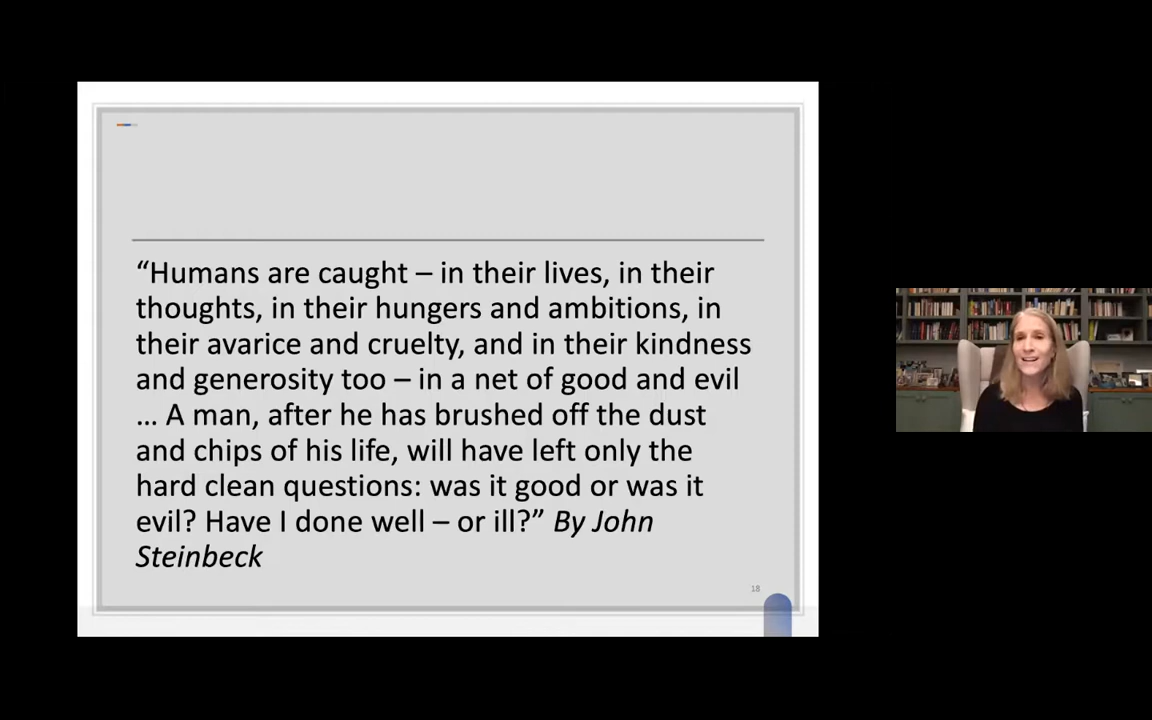 “Humans are caught – in their lives, in their
thoughts, in their hungers and ambitions, in
their avarice and cruelty, and in their kindness
and generosity too – in a net of good and evil
… A man, after he has brushed off the dust
and chips of his life, will have left only the
hard clean questions: was it good or was it
evil? Have I done well – or ill?” By John
Steinbeck
18